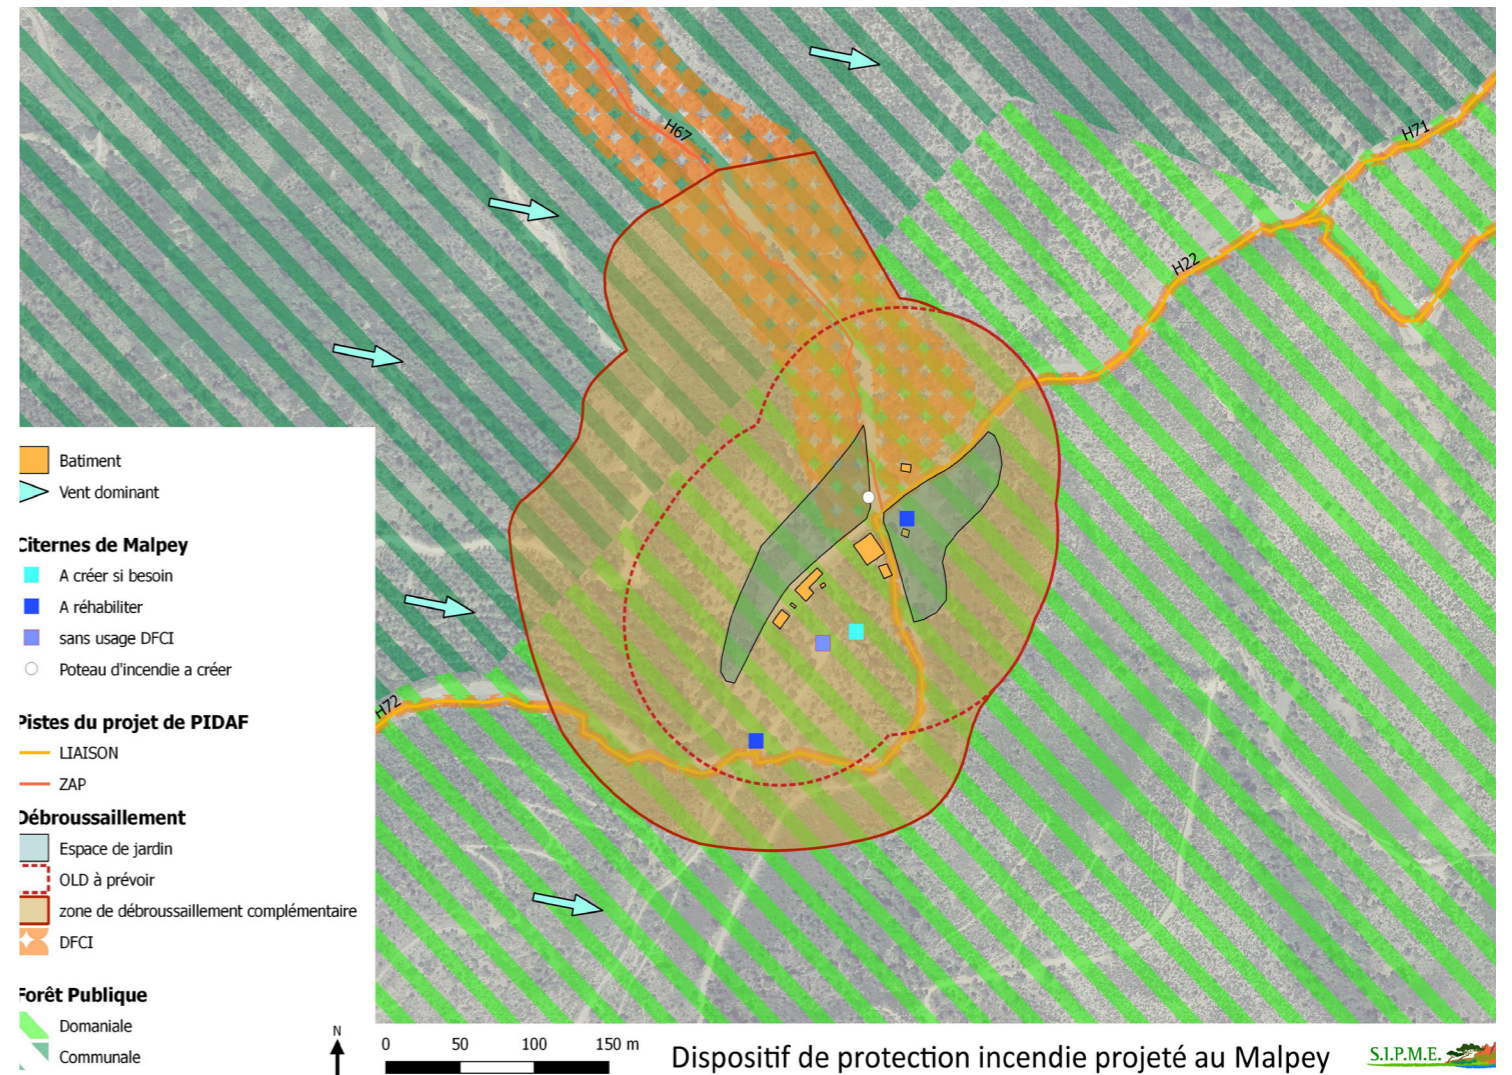 H67
H71
H22
H72
Batiment
Vent dominant
Citernes de Malpey
A créer si besoin
A réhabiliter
sans usage DFCI
Poteau d'incendie a créer
Pistes du projet de PIDAF
LIAISON
ZAP
Débroussaillement
Espace de jardin
OLD à prévoir
zone de débroussaillement complémentaire
DFCI
Forêt Publique
Domaniale
Communale
N
0 50 100 150 m
Dispositif de protection incendie projeté au Malpey
S.I.P.M.E.